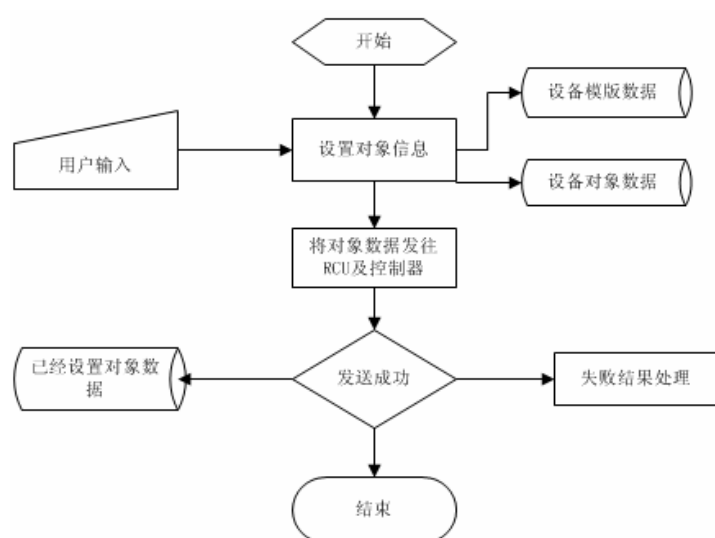 开始
设备模版数据
用户输入
设置对象信息
设备对象数据
将对象数据发往
RCU及控制器
已经设置对象数
据
发送成功
失败结果处理
结束